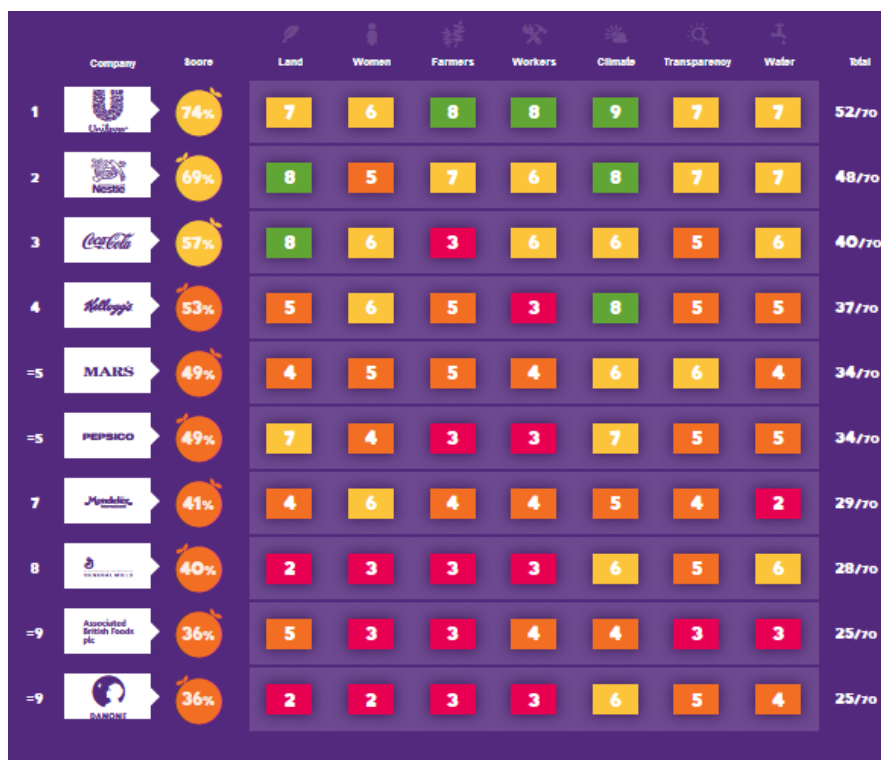 Company Score Land Women Farmers Workers Climate Transparency Water Total
1 Unilever 74% 7 6 8 8 9 7 7 52/70
2 Nestlé 69% 8 5 7 6 8 7 7 48/70
3 Coca-Cola 57% 8 6 3 6 6 5 6 40/70
4 Kellogg's 53% 5 6 5 3 8 5 5 37/70
=5 MARS 49% 4 5 5 4 6 6 4 34/70
=5 PEPSICO 49% 7 4 3 3 7 5 5 34/70
7 Mondelēz International 41% 4 6 4 4 5 4 2 29/70
8 GENERAL MILLS 40% 2 3 3 3 6 5 6 28/70
=9 Associated British Foods plc 36% 5 3 3 4 4 3 3 25/70
=9 DANONE 36% 2 2 3 3 6 5 4 25/70